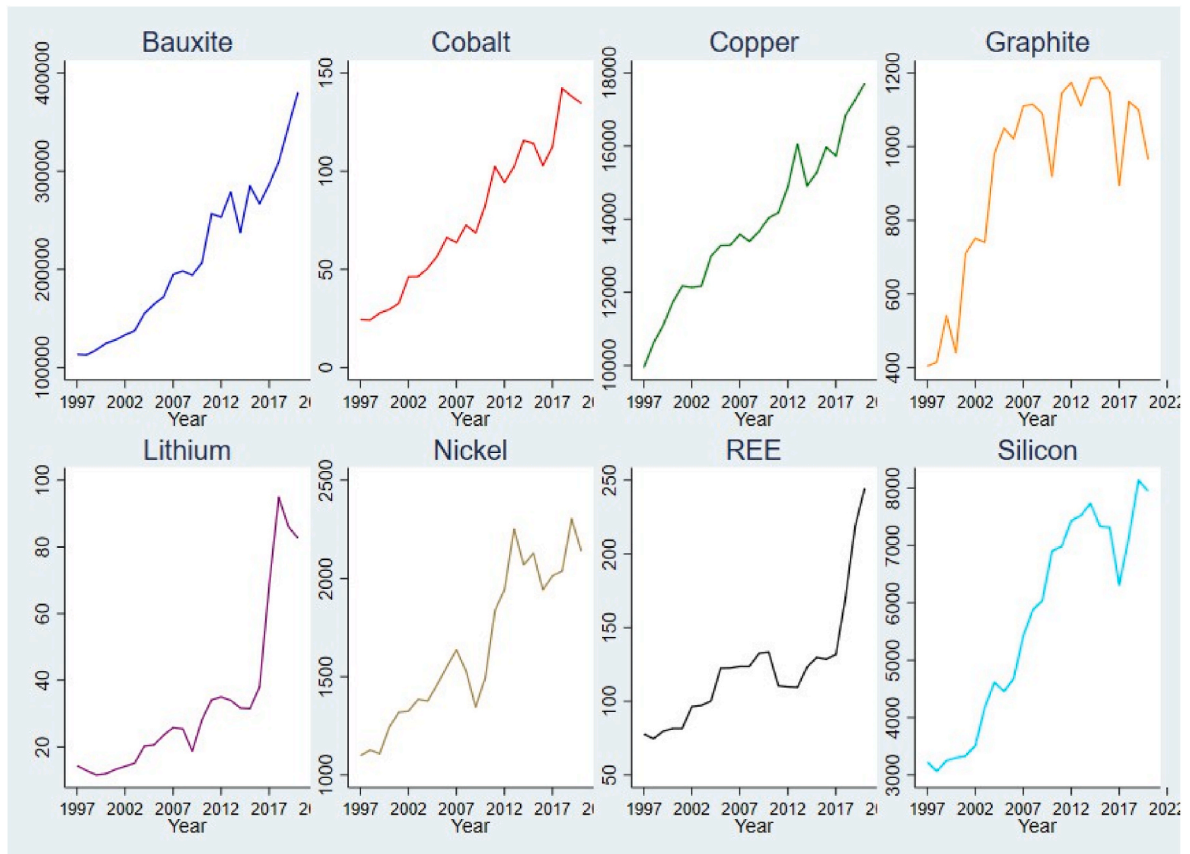 Bauxite Cobalt Copper Graphite
400000 150 18000 1200
300000 100 16000 1000
200000 50 14000 800
100000 0 12000 600
10000 400
1997 2002 2007 2012 2017 1997 2002 2007 2012 2017 1997 2002 2007 2012 2017 1997 2002 2007 2012 2017 2022
Year Year Year Year
Lithium Nickel REE Silicon
100 2500 250 8000
80 2000 200 7000
60 1500 150 6000
40 1000 100 5000
20 50 4000
3000
1997 2002 2007 2012 2017 1997 2002 2007 2012 2017 1997 2002 2007 2012 2017 1997 2002 2007 2012 2017 2022
Year Year Year Year